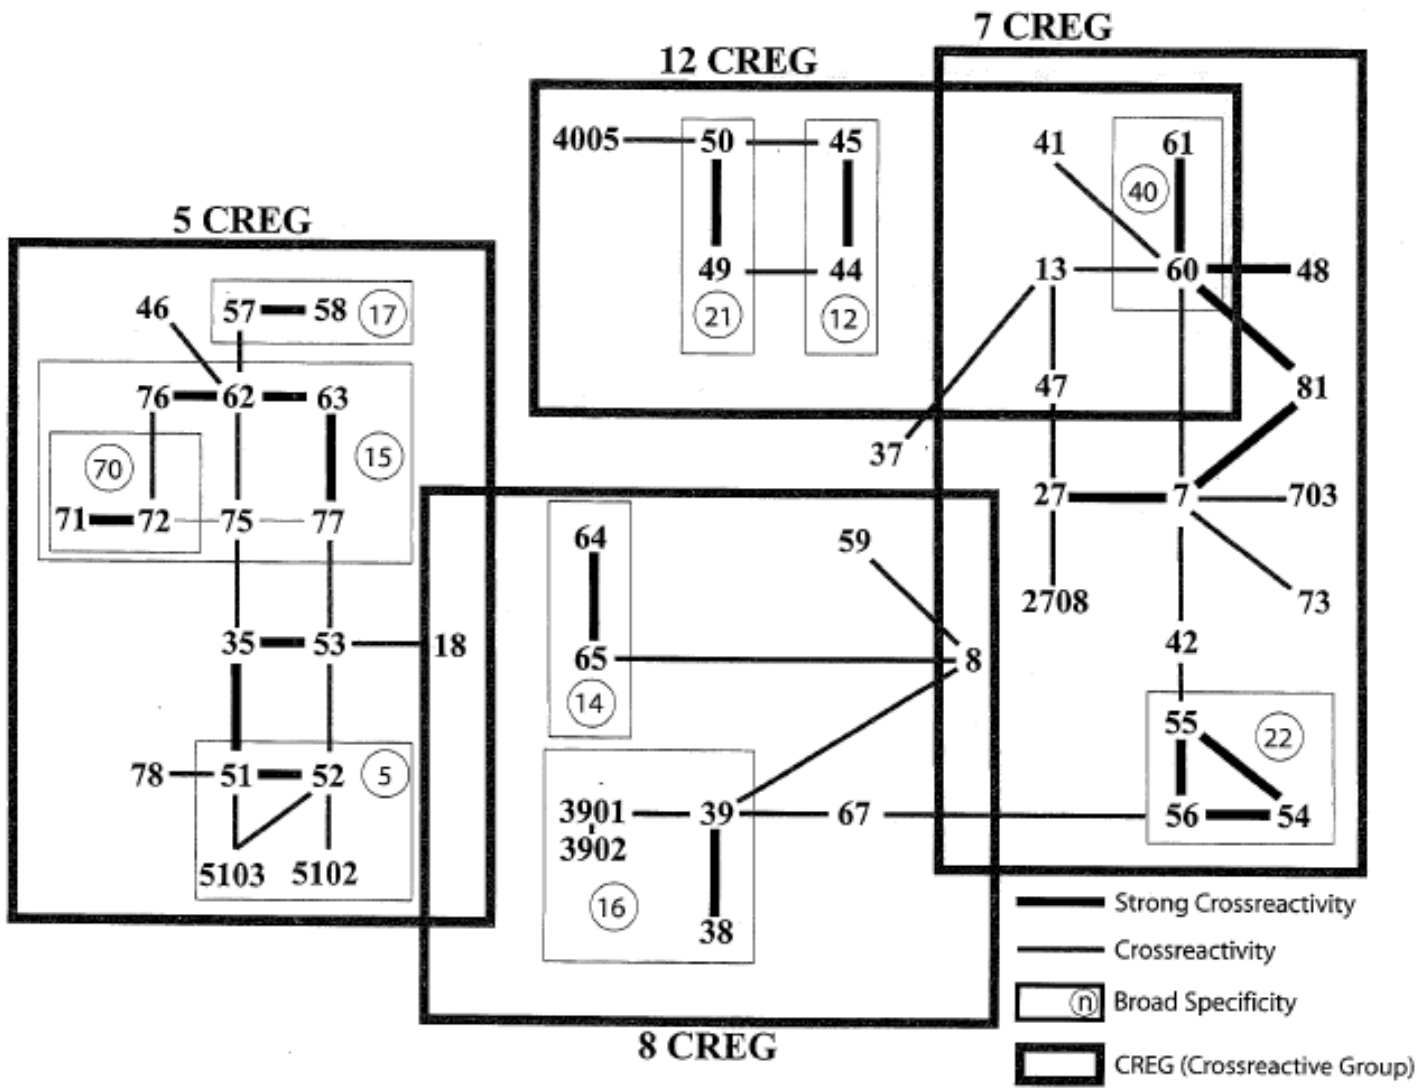 7 CREG
12 CREG
4005 50 45 41 61
40
5 CREG
49 44 13 60 48
46 57 58 17
21 12
76 62 63
47 81
70 15
37
71 72 75 77
27 7 703
64 59
2708 73
35 53 18
65 8 42
14
55 22
78 51 52 5
3901 39 67 56 54
3902
5103 5102
16
38
Strong Crossreactivity
Crossreactivity
n Broad Specificity
CREG (Crossreactive Group)
8 CREG